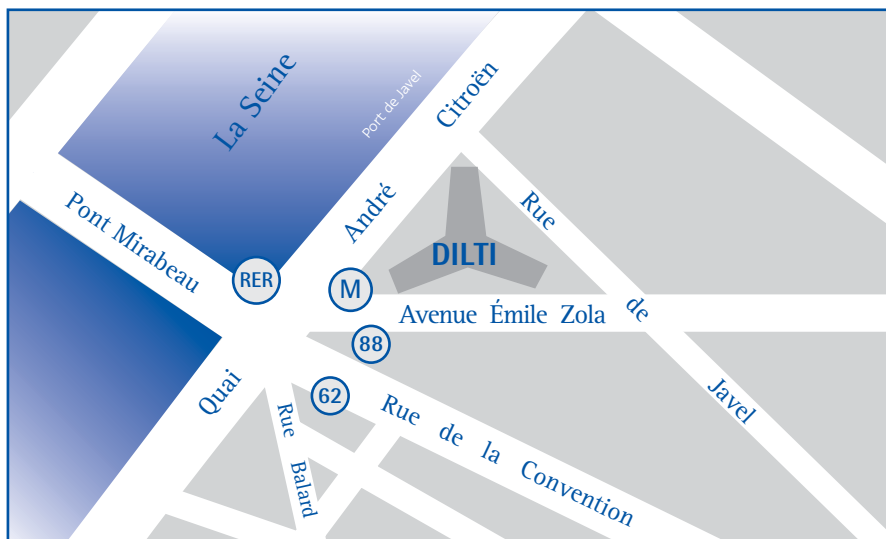 La Seine
Port de Javel
Quai André Citroën
Pont Mirabeau
Rue de Javel
DILTI
RER
M
Avenue Émile Zola
88
62
Rue de la Convention
Rue Balard